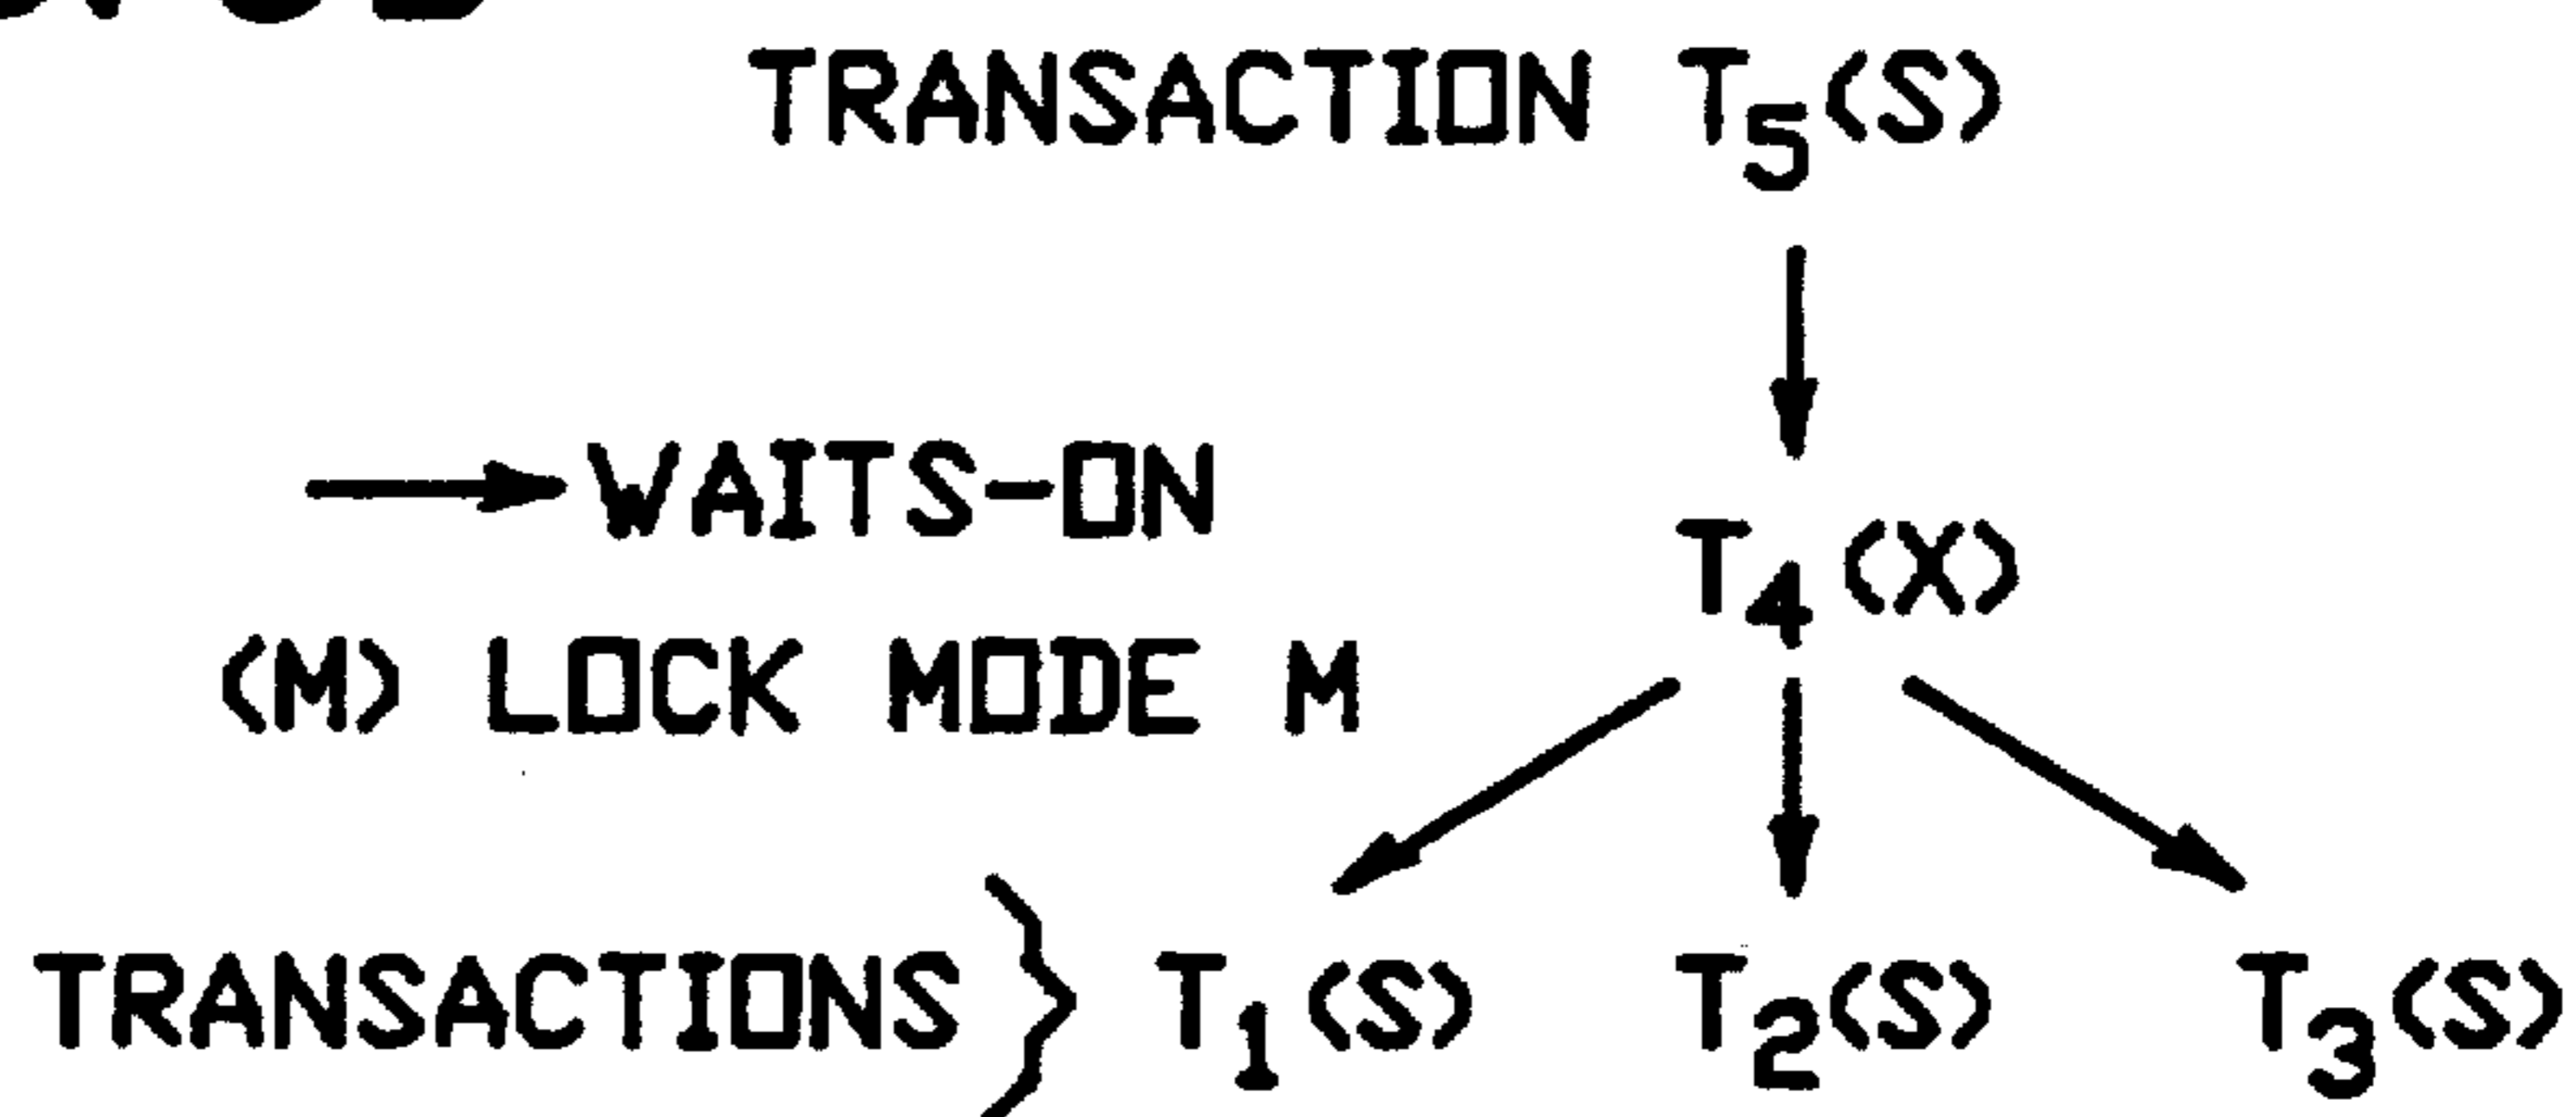 TRANSACTION T5(S)
WAITS-ON
T4(X)
(M) LOCK MODE M
TRANSACTIONS} T1(S) T2(S) T3(S)